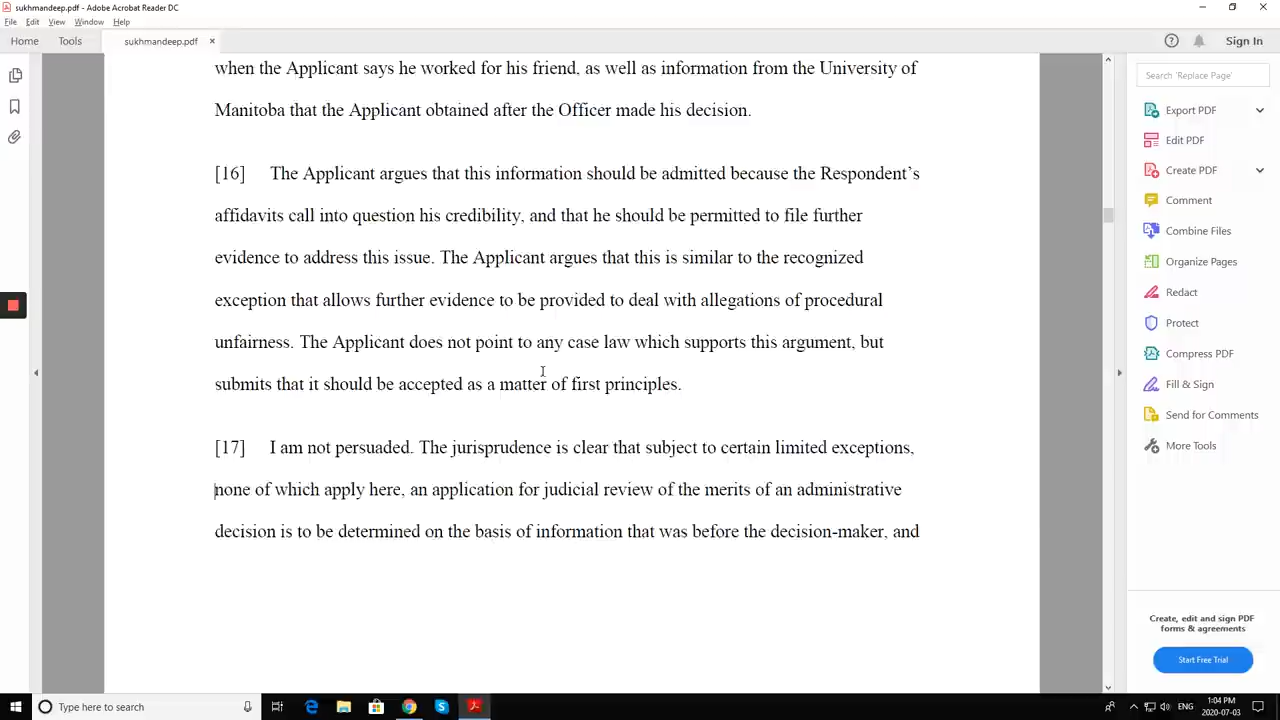 sukhmandeep.pdf - Adobe Acrobat Reader DC
File Edit View Window Help
Home Tools sukhmandeep.pdf × Sign In
when the Applicant says he worked for his friend, as well as information from the University of
Manitoba that the Applicant obtained after the Officer made his decision.
[16] The Applicant argues that this information should be admitted because the Respondent's
affidavits call into question his credibility, and that he should be permitted to file further
evidence to address this issue. The Applicant argues that this is similar to the recognized
exception that allows further evidence to be provided to deal with allegations of procedural
unfairness. The Applicant does not point to any case law which supports this argument, but
submits that it should be accepted as a matter of first principles.
[17] I am not persuaded. The jurisprudence is clear that subject to certain limited exceptions,
none of which apply here, an application for judicial review of the merits of an administrative
decision is to be determined on the basis of information that was before the decision-maker, and
Search 'Replace Page'
Export PDF
Edit PDF
Create PDF
Comment
Combine Files
Organize Pages
Redact
Protect
Compress PDF
Fill & Sign
Send for Comments
More Tools
Create, edit and sign PDF
forms & agreements
Start Free Trial
Type here to search
ENG
1:04 PM
2020-07-03